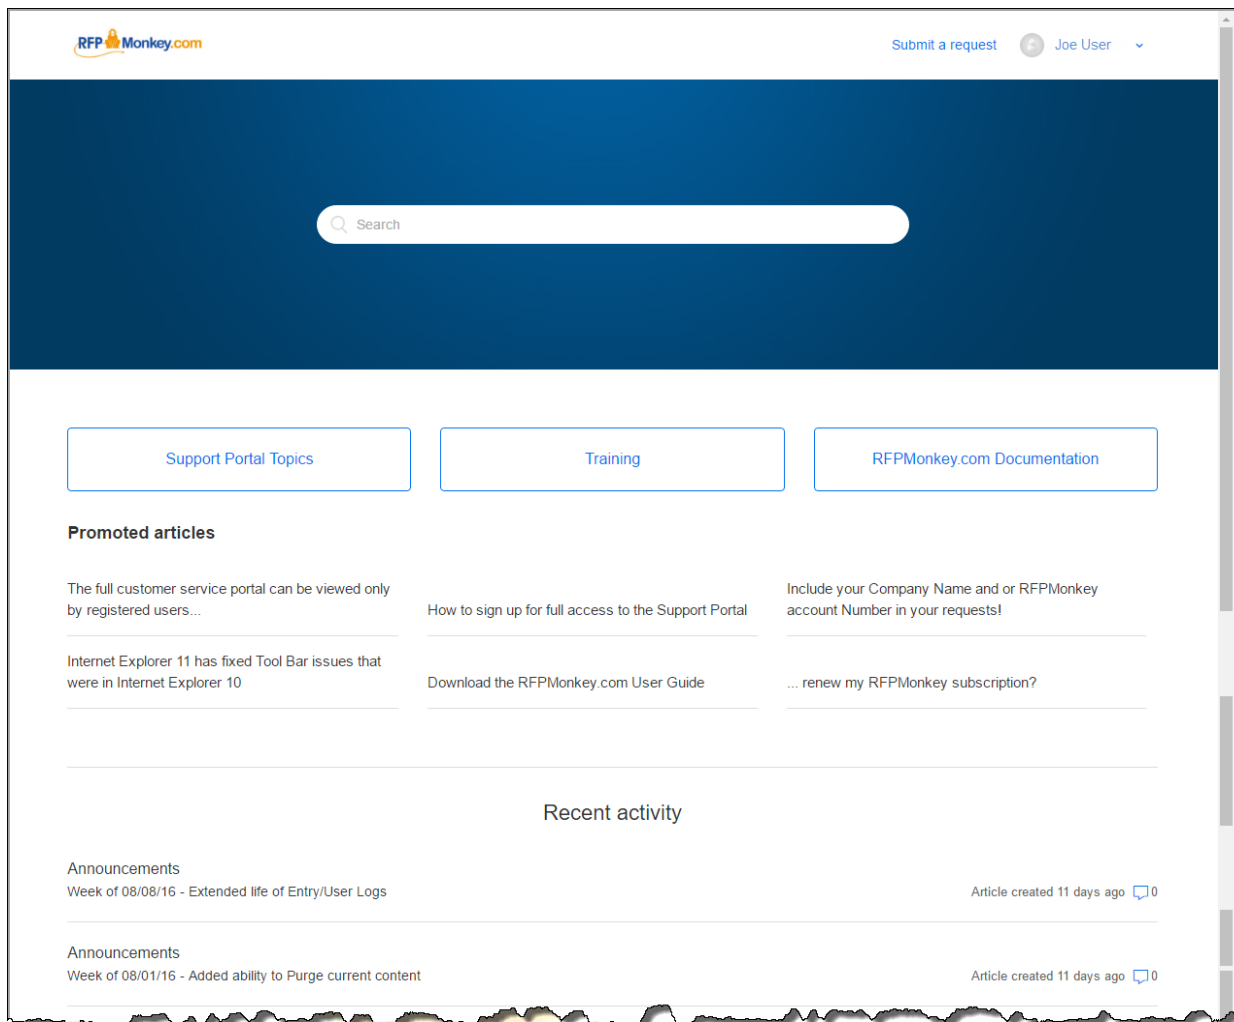 RFP Monkey.com
Submit a request
Joe User
Search
Support Portal Topics
Training
RFPMonkey.com Documentation
Promoted articles
The full customer service portal can be viewed only
by registered users...
How to sign up for full access to the Support Portal
Include your Company Name and or RFPMonkey
account Number in your requests!
Internet Explorer 11 has fixed Tool Bar issues that
were in Internet Explorer 10
Download the RFPMonkey.com User Guide
... renew my RFPMonkey subscription?
Recent activity
Announcements
Week of 08/08/16 - Extended life of Entry/User Logs
Article created 11 days ago 0
Announcements
Week of 08/01/16 - Added ability to Purge current content
Article created 11 days ago 0